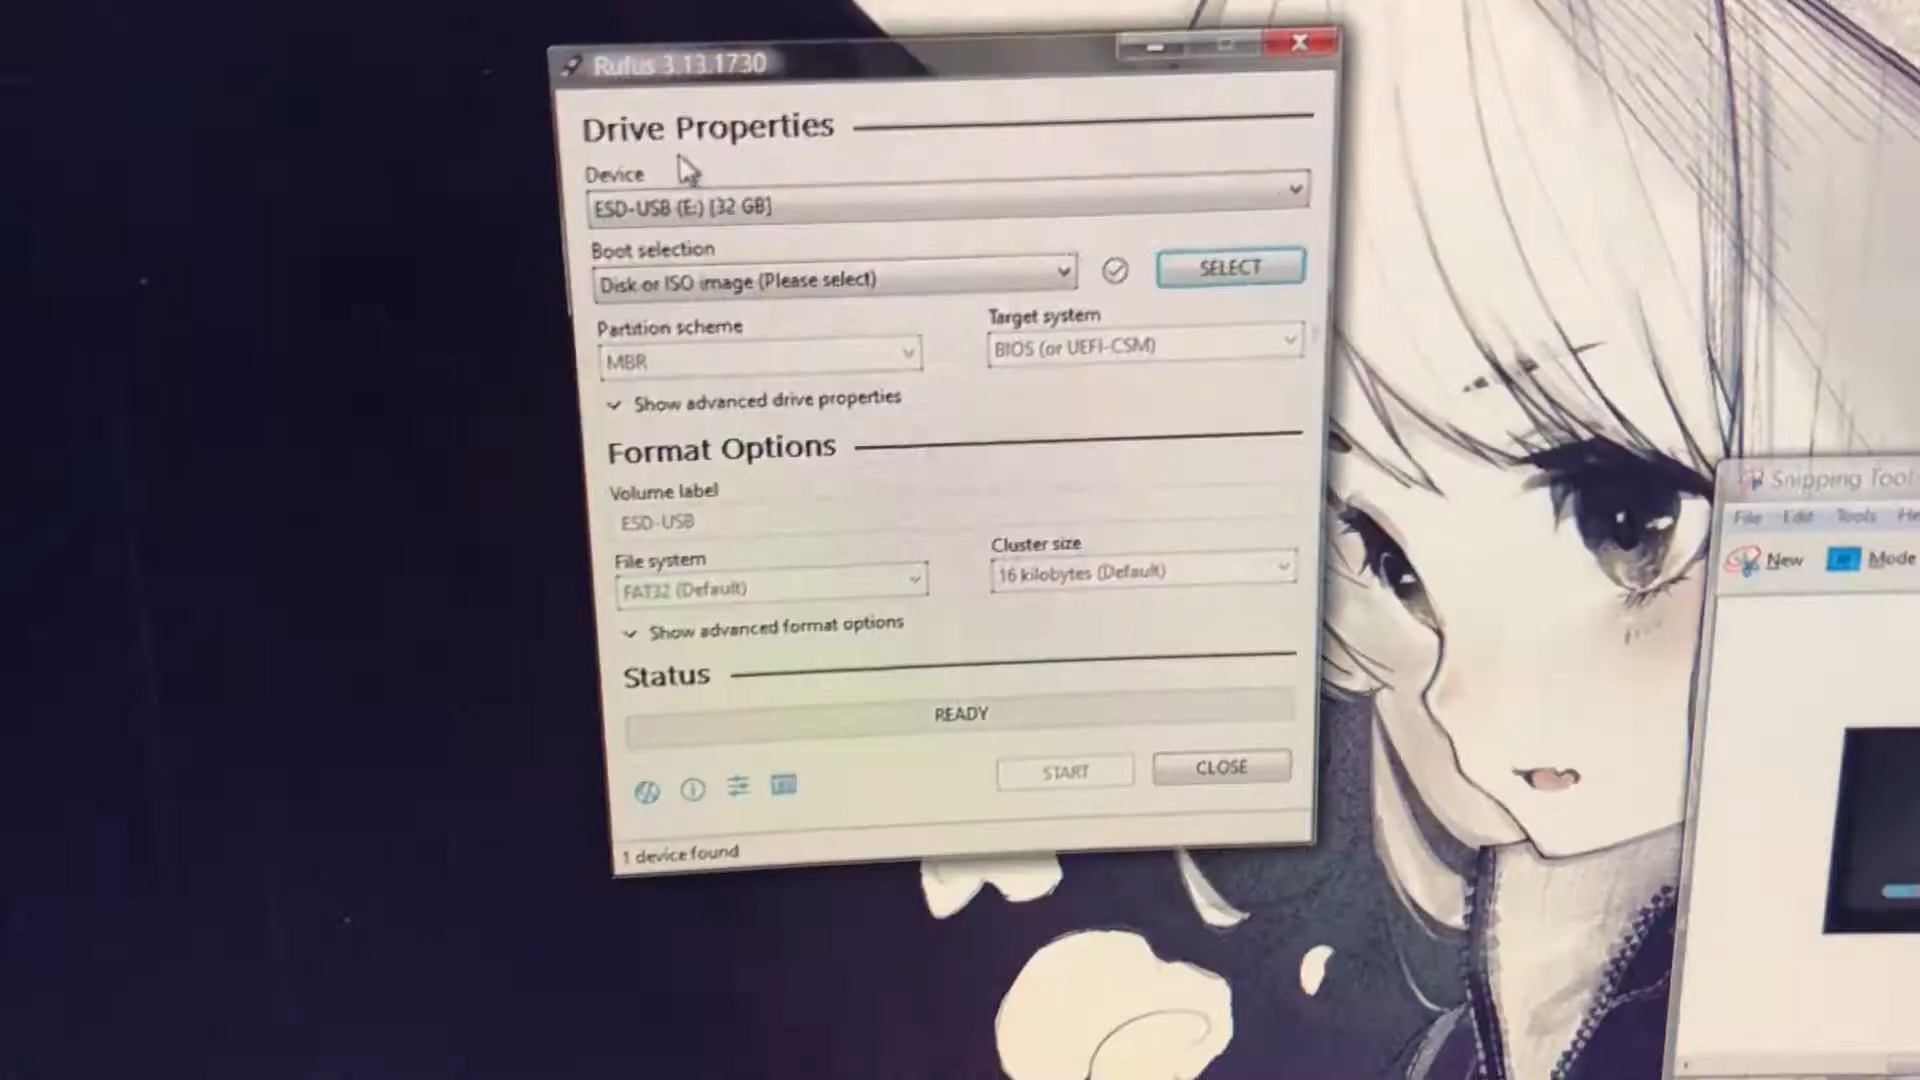 Rufus 3.13.1730
Drive Properties
Device
ESD-USB (E:) [32 GB]
Boot selection
Disk or ISO image (Please select)
SELECT
Partition scheme
Target system
MBR
BIOS (or UEFI-CSM)
Show advanced drive properties
Format Options
Volume label
ESD-USB
File system
Cluster size
FAT32 (Default)
16 kilobytes (Default)
Show advanced format options
Status
READY
START
CLOSE
1 device found
Snipping Tool
File Edit Tools
New Mode